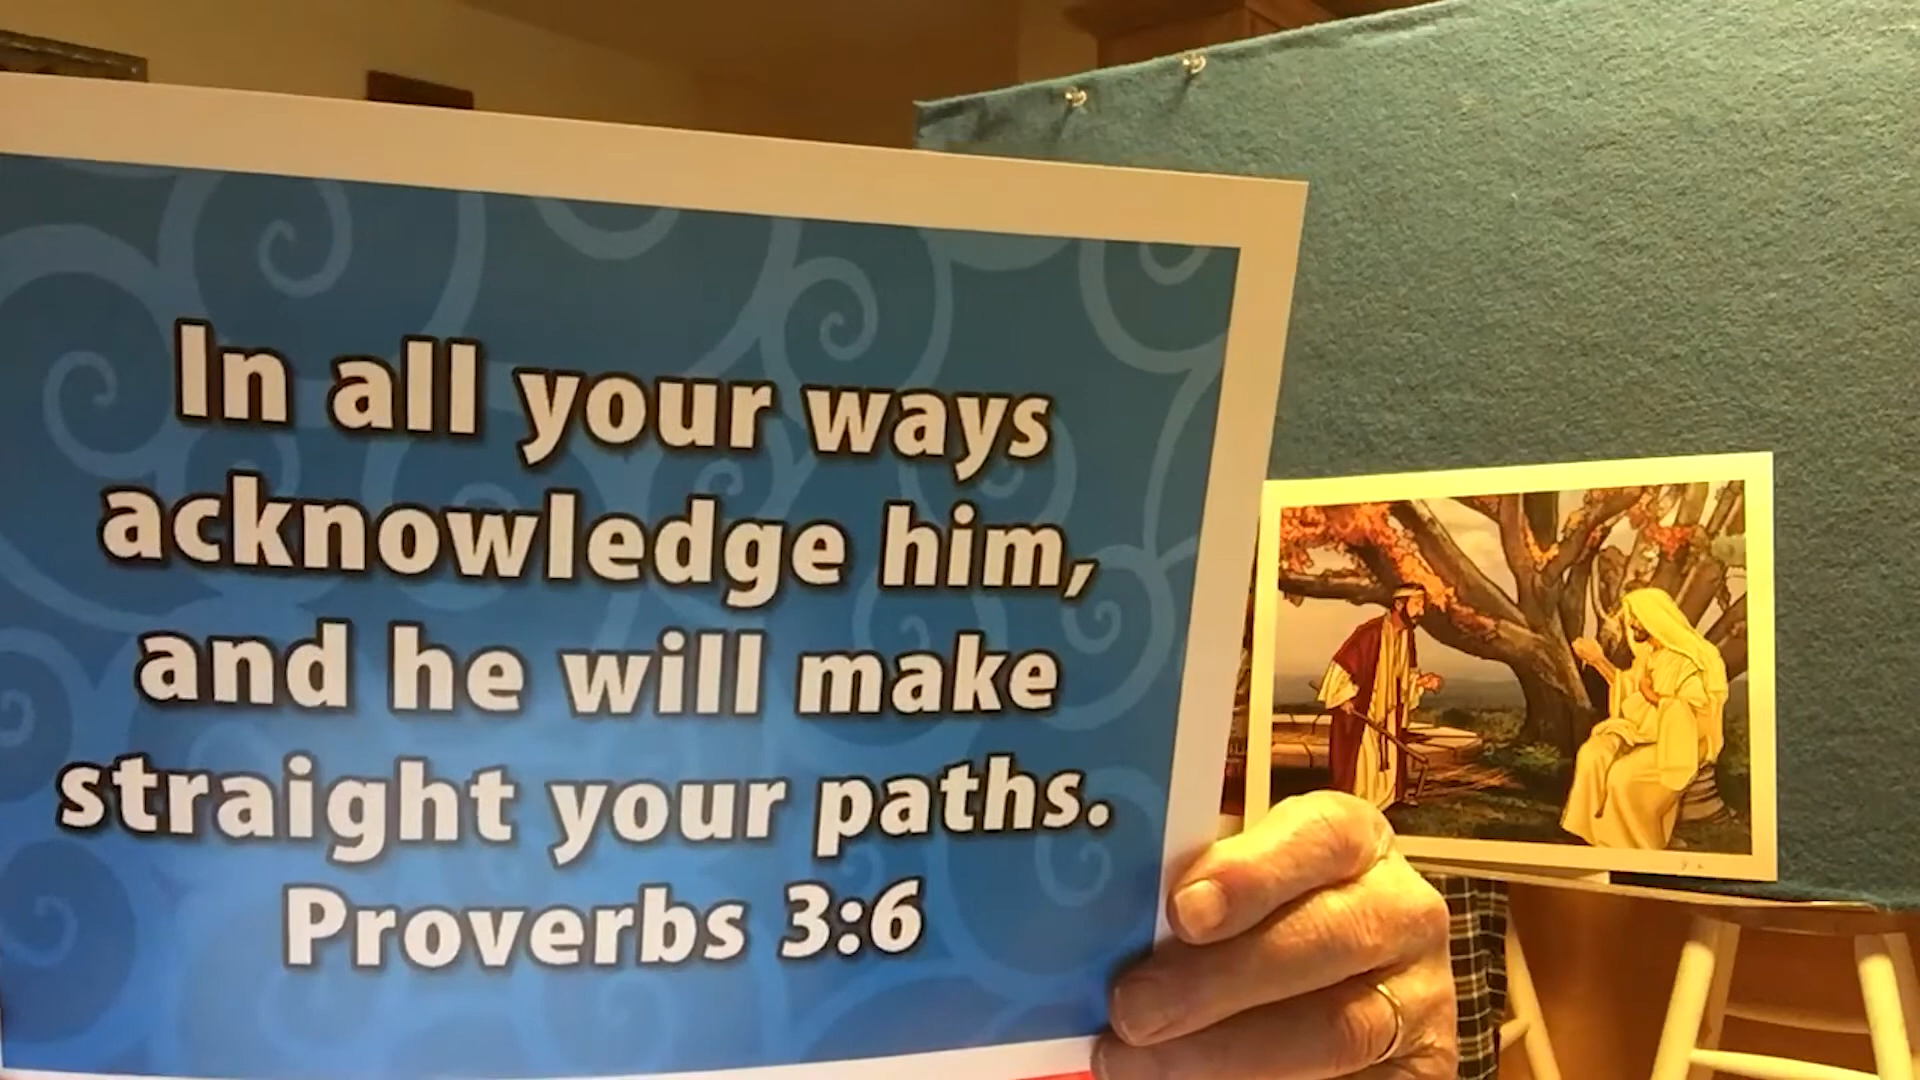 In all your ways
acknowledge him,
and he will make
straight your paths.
Proverbs 3:6